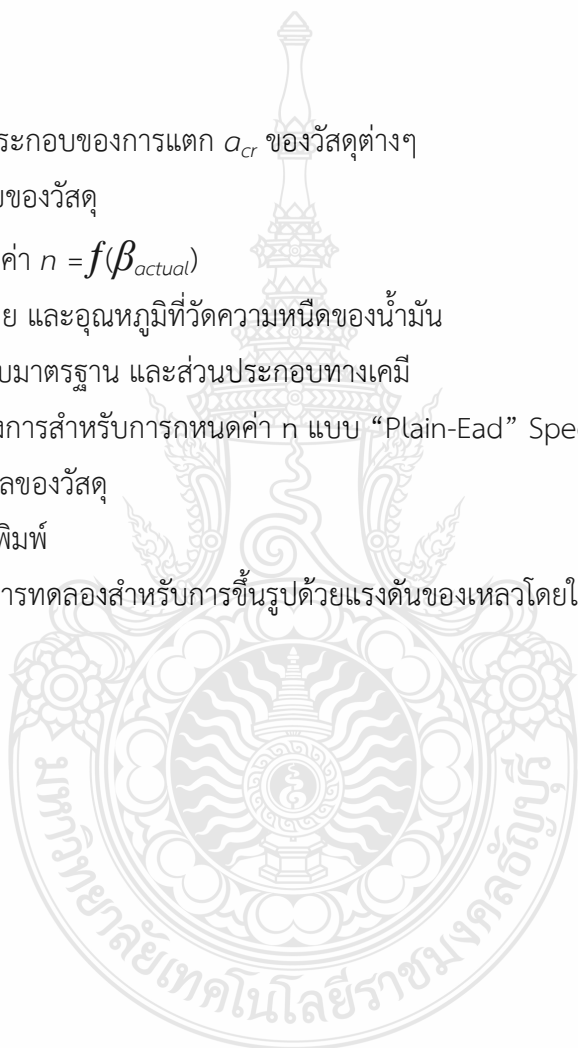 ระกอบของการแตก a_cr ของวัสดุต่างๆ
ของวัสดุ
ค่า n = f(β_actual)
ย และอุณหภูมิที่วัดความหนืดของน้ำมัน
บมาตรฐาน และส่วนประกอบทางเคมี
งการสำหรับการกหนดค่า n แบบ “Plain-Ead” Spe
ลของวัสดุ
พิมพ์
การทดลองสำหรับการขึ้นรูปด้วยแรงดันของเหลวโดยใ
มหาวิทยาลัยเทคโนโลยีราชมงคลธัญบุรี